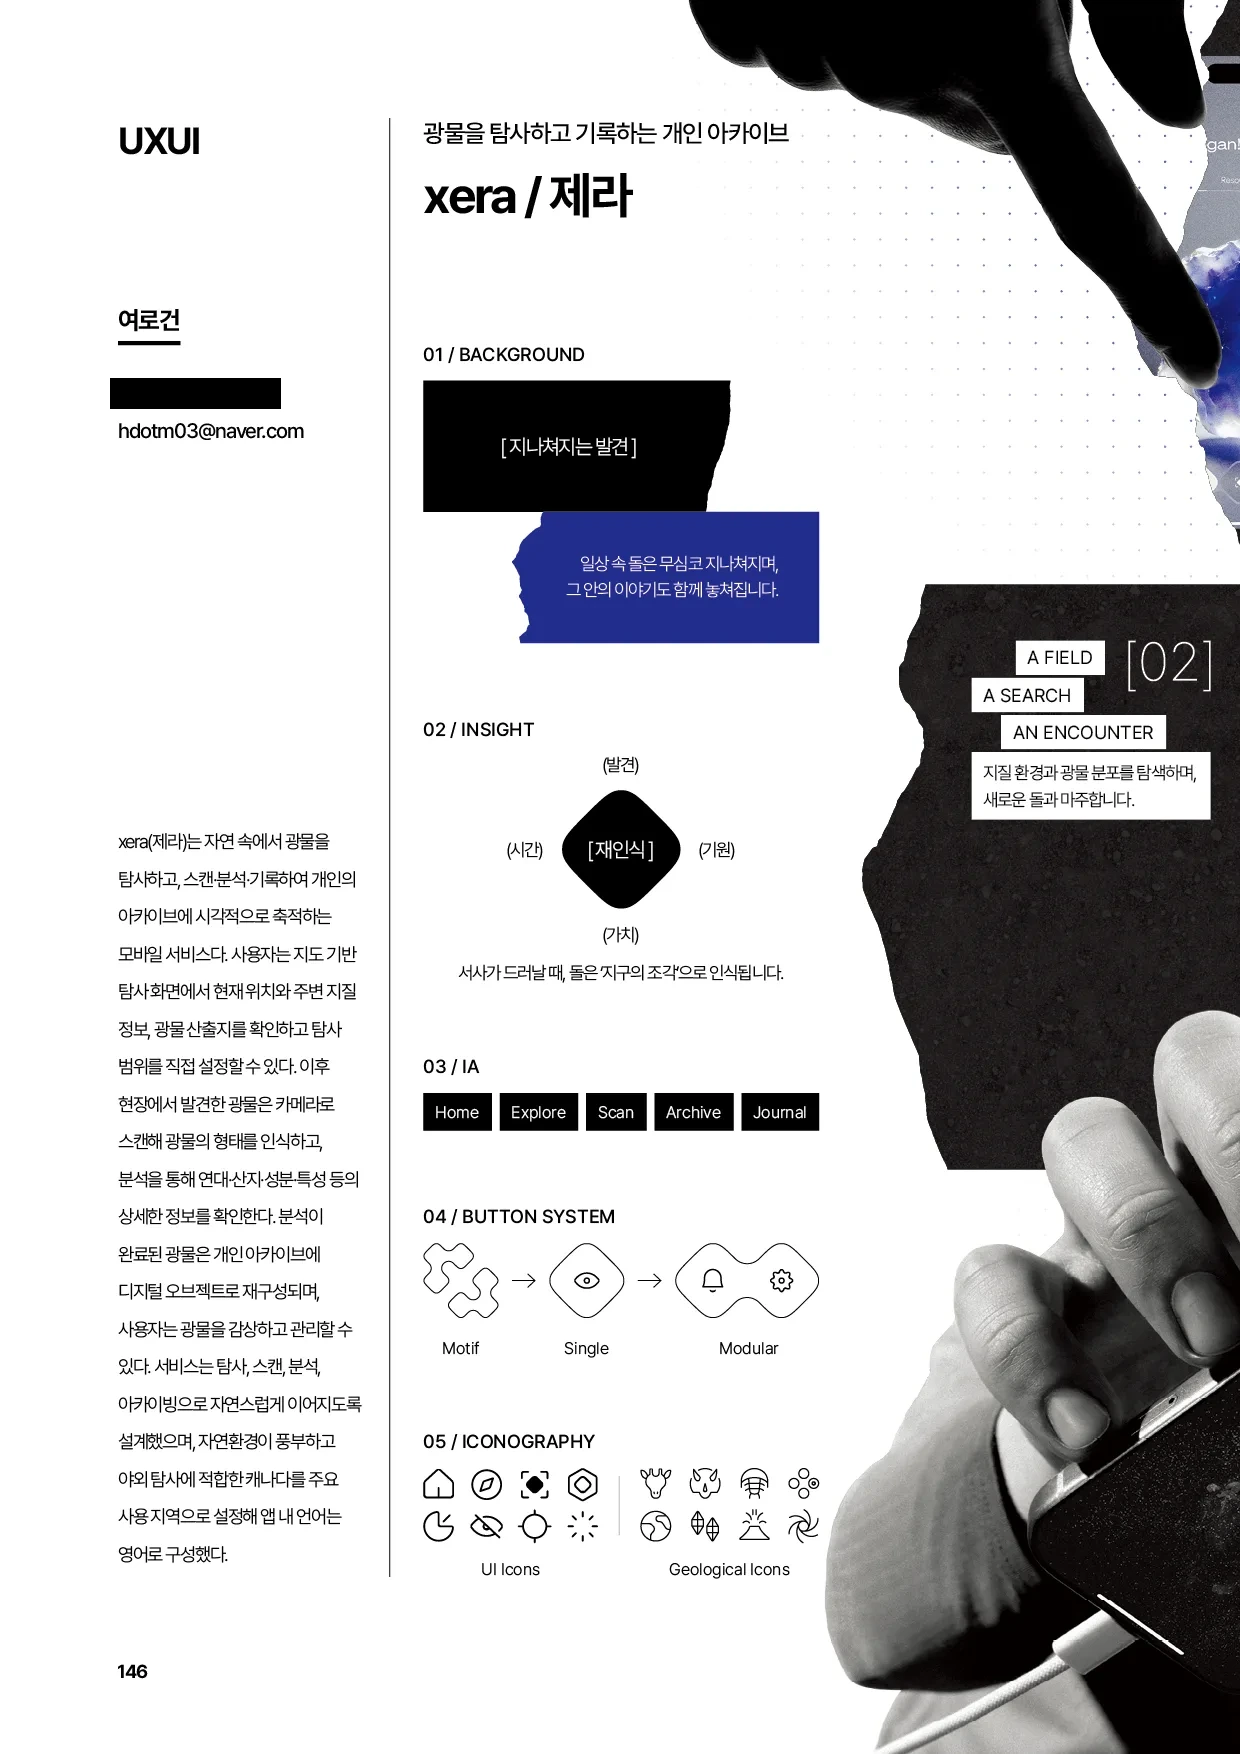 UXUI
여로건
hdotm03@naver.com
xera(제라)는 자연 속에서 광물을
탐사하고, 스캔·분석·기록하여 개인의
아카이브에 시각적으로 축적하는
모바일 서비스다. 사용자는 지도 기반
탐사 화면에서 현재 위치와 주변 지질
정보, 광물 산출지를 확인하고 탐사
범위를 직접 설정할 수 있다. 이후
현장에서 발견한 광물은 카메라로
스캔해 광물의 형태를 인식하고,
분석을 통해 연대·산지·성분·특성 등의
상세한 정보를 확인한다. 분석이
완료된 광물은 개인 아카이브에
디지털 오브젝트로 재구성되며,
사용자는 광물을 감상하고 관리할 수
있다. 서비스는 탐사, 스캔, 분석,
아카이빙으로 자연스럽게 이어지도록
설계했으며, 자연환경이 풍부하고
야외 탐사에 적합한 캐나다를 주요
사용 지역으로 설정해 앱 내 언어는
영어로 구성했다.
146
광물을 탐사하고 기록하는 개인 아카이브
xera / 제라
01 / BACKGROUND
[ 지나쳐지는 발견 ]
일상 속 돌은 무심코 지나쳐지며,
그 안의 이야기도 함께 놓쳐집니다.
02 / INSIGHT
(발견)
(시간) [ 재인식 ] (기원)
(가치)
서사가 드러날 때, 돌은 '지구의 조각'으로 인식됩니다.
03 / IA
Home Explore Scan Archive Journal
04 / BUTTON SYSTEM
Motif Single Modular
05 / ICONOGRAPHY
UI Icons Geological Icons
gan!
A FIELD [02]
A SEARCH
AN ENCOUNTER
지질 환경과 광물 분포를 탐색하며,
새로운 돌과 마주합니다.